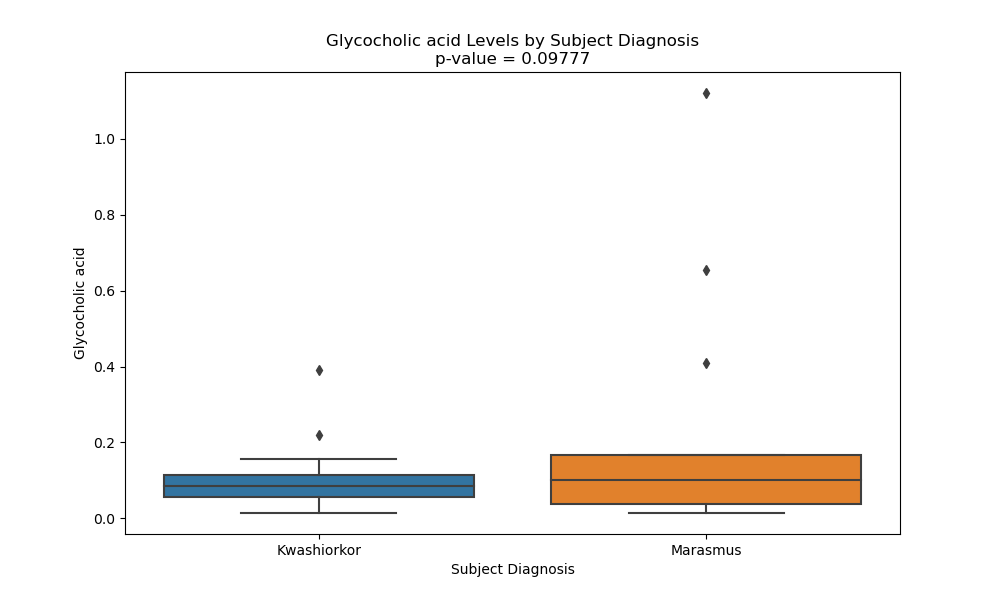 Glycocholic acid Levels by Subject Diagnosis
p-value = 0.09777
Glycocholic acid
1.0
0.8
0.6
0.4
0.2
0.0
Kwashiorkor
Marasmus
Subject Diagnosis